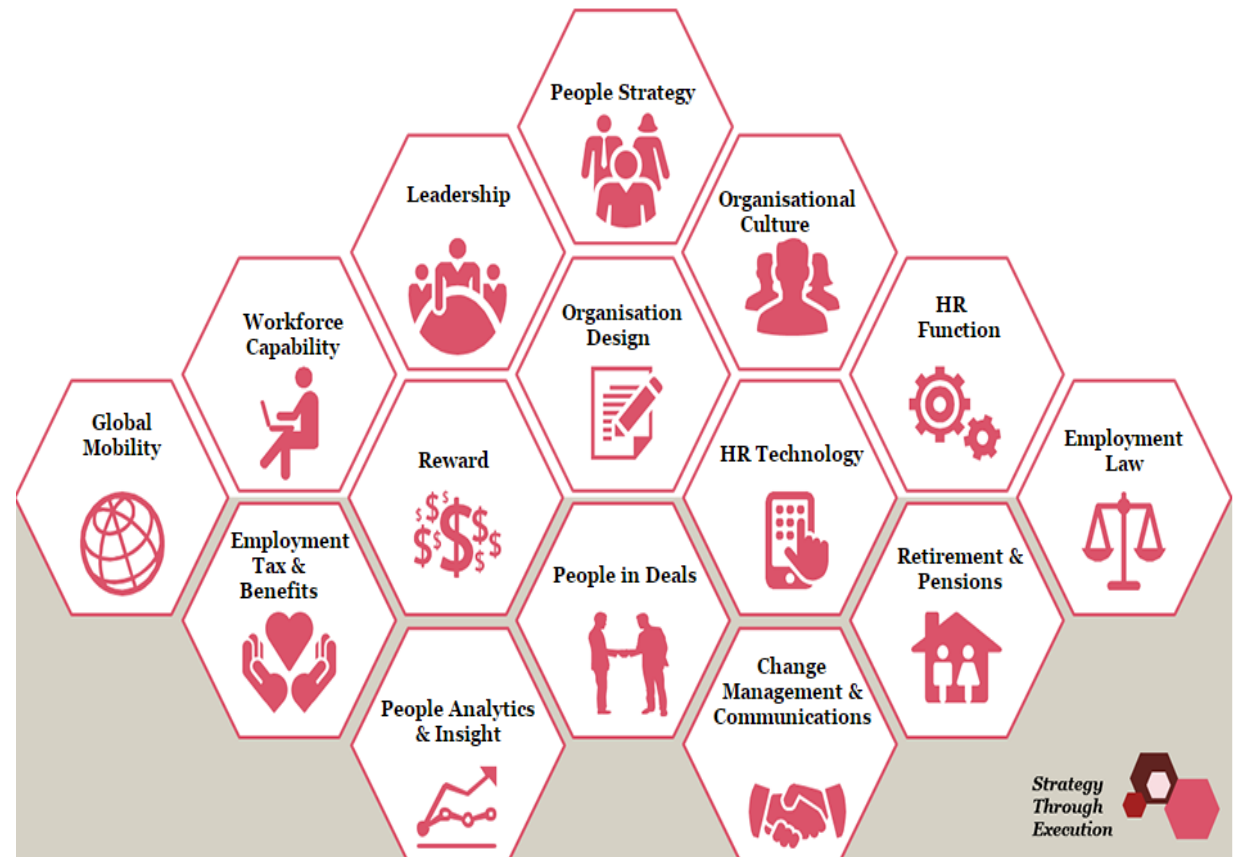 People Strategy
Leadership
Organisational
Culture
Workforce
Capability
Organisation
Design
HR
Function
Global
Mobility
Reward
HR Technology
Employment
Law
Employment
Tax &
Benefits
People in Deals
Retirement &
Pensions
People Analytics
& Insight
Change
Management &
Communications
Strategy
Through
Execution